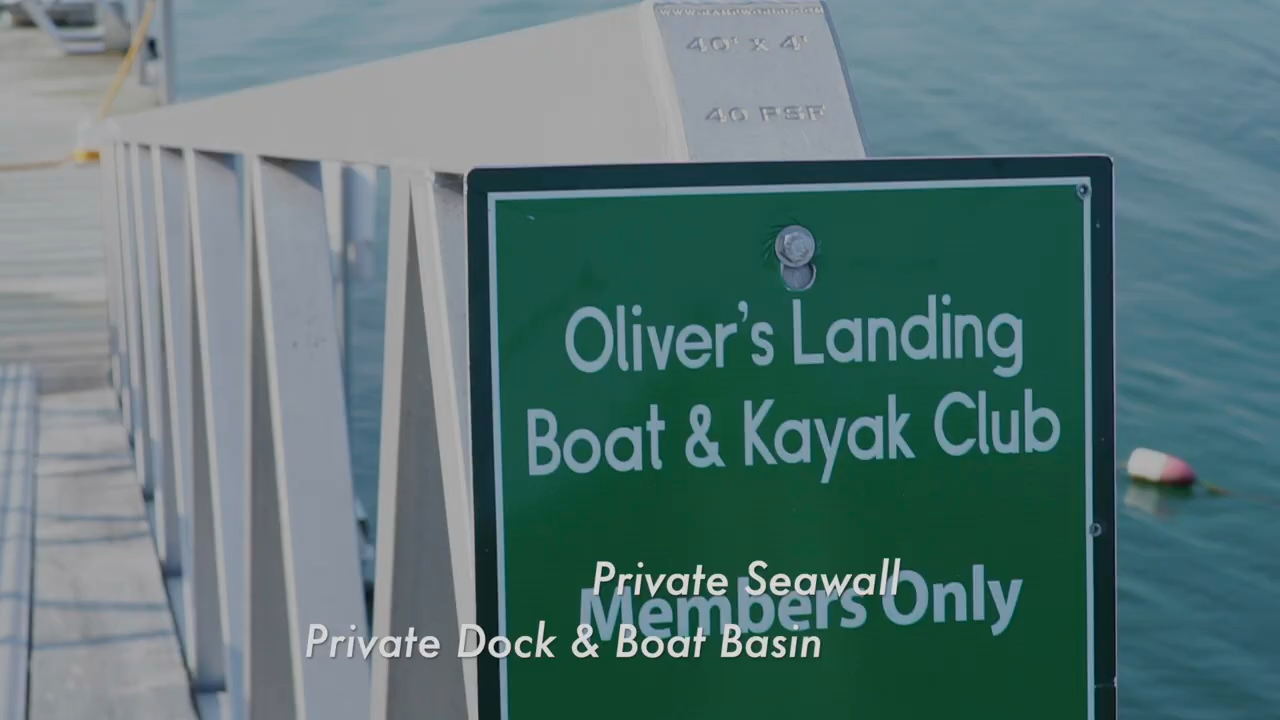 40' x 4'
40 PSF
Oliver's Landing
Boat & Kayak Club
Private Seawall
Members Only
Private Dock & Boat Basin